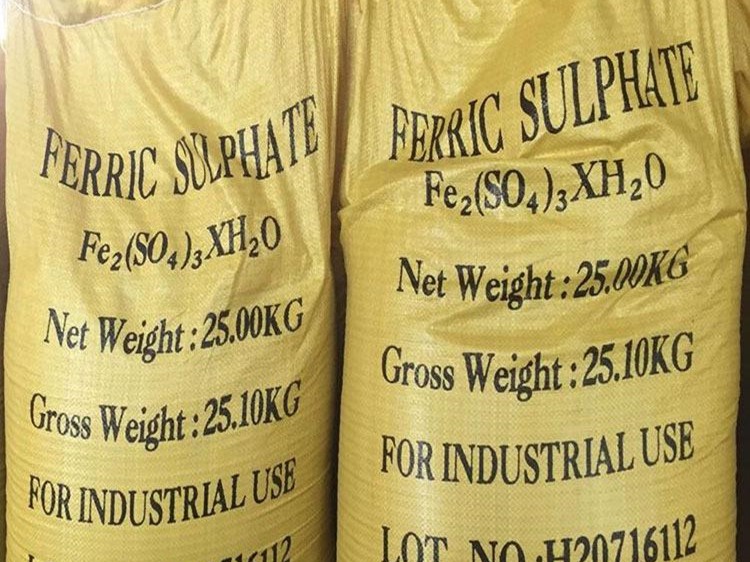 FERRIC SULPHATE
Fe₂(SO₄)₃XH₂O
Net Weight:25.00KG
Gross Weight:25.10KG
FOR INDUSTRIAL USE
FERRIC SULPHATE
Fe₂(SO₄)₃XH₂O
Net Weight:25.00KG
Gross Weight:25.10KG
FOR INDUSTRIAL USE
LOT NO:H20716112